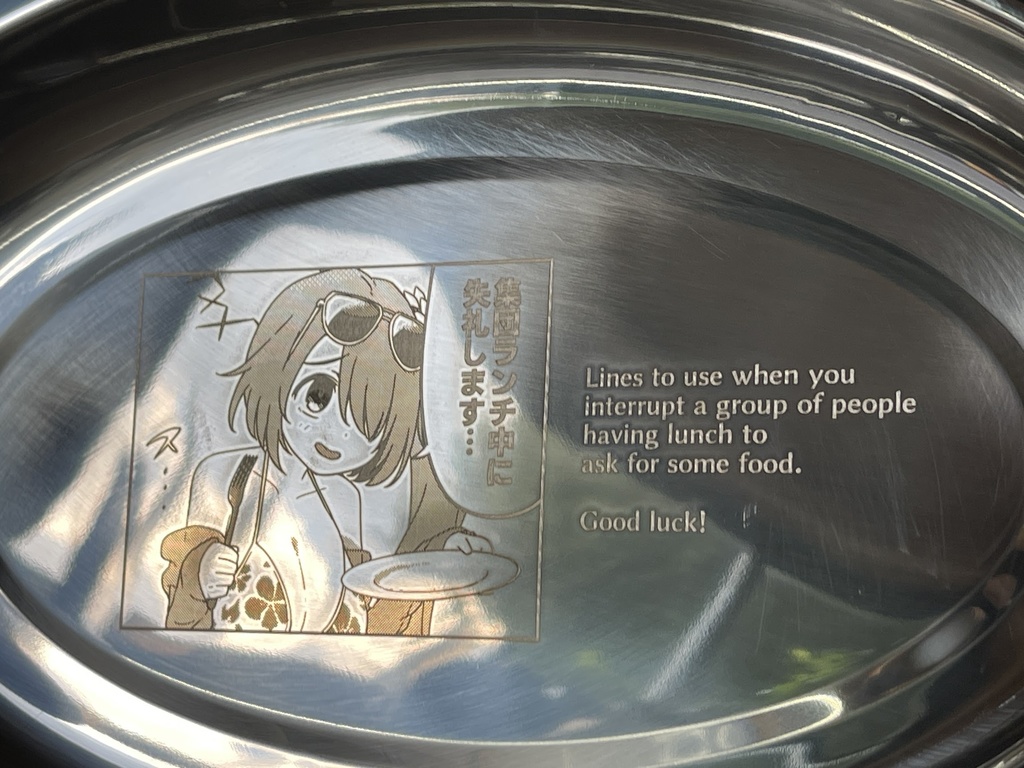 集団ランチ中に
失礼します…
ス…
Lines to use when you
interrupt a group of people
having lunch to
ask for some food.
Good luck!